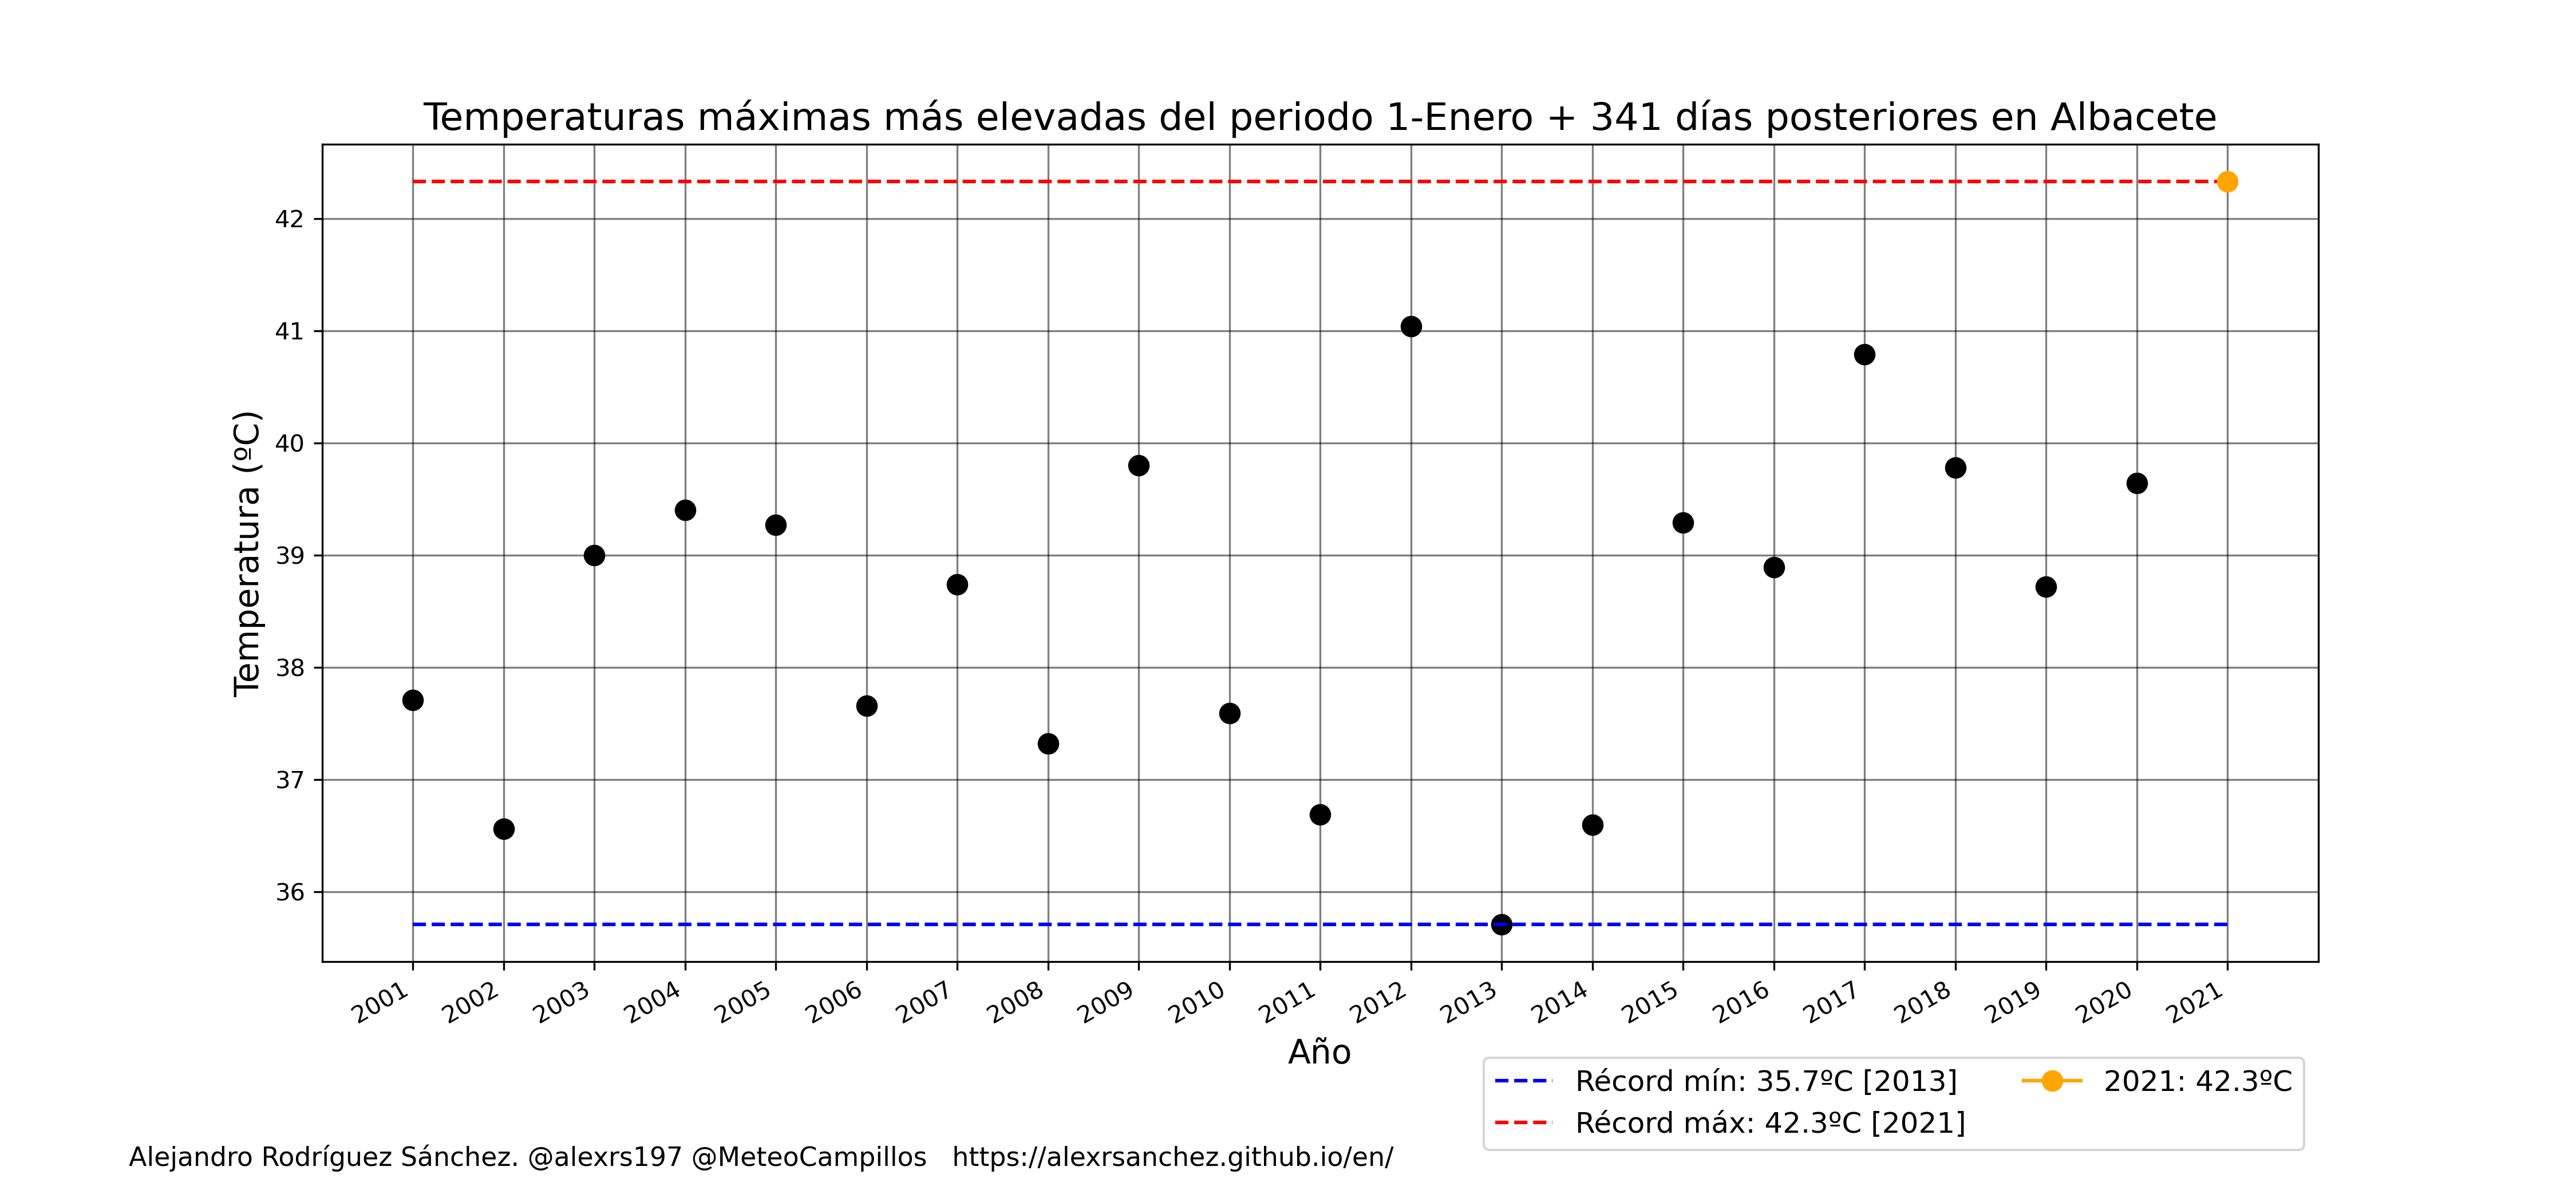 Temperaturas máximas más elevadas del periodo 1-Enero + 341 días posteriores en Albacete
Temperatura (ºC)
42
41
40
39
38
37
36
2001 2002 2003 2004 2005 2006 2007 2008 2009 2010 2011 2012 2013 2014 2015 2016 2017 2018 2019 2020 2021
Año
Récord mín: 35.7ºC [2013] 2021: 42.3ºC
Récord máx: 42.3ºC [2021]
Alejandro Rodríguez Sánchez. @alexrs197 @MeteoCampillos https://alexrsanchez.github.io/en/